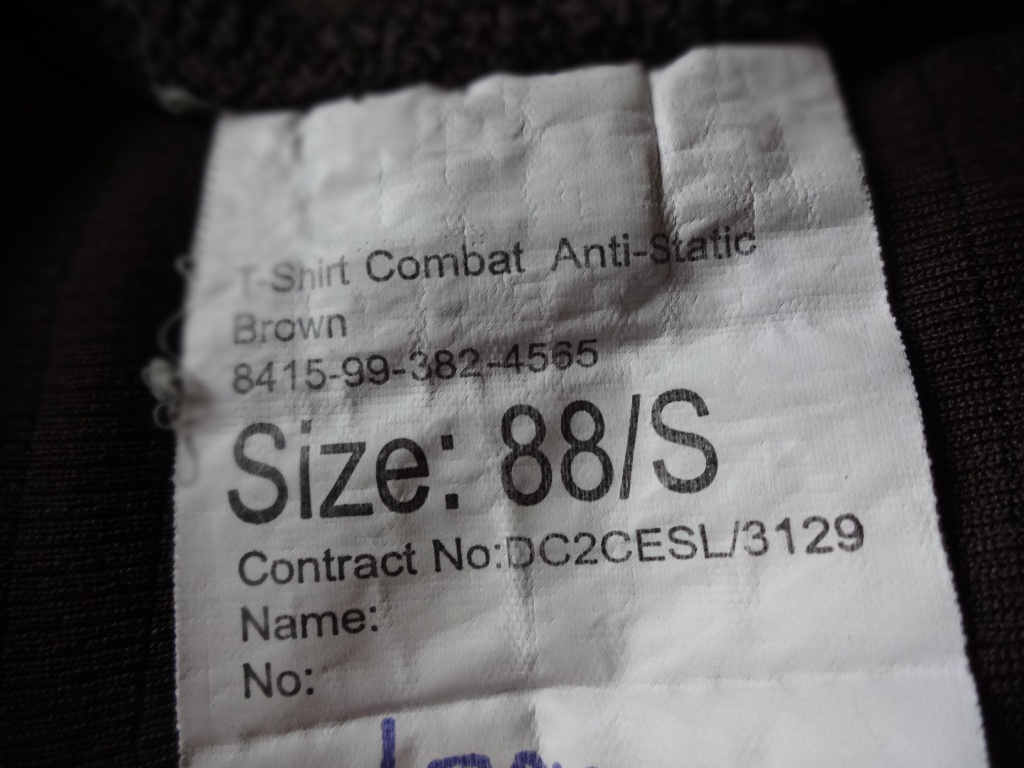 T-Shirt Combat Anti-Static
Brown
8415-99-382-4565
Size: 88/S
Contract No:DC2CESL/3129
Name:
No: